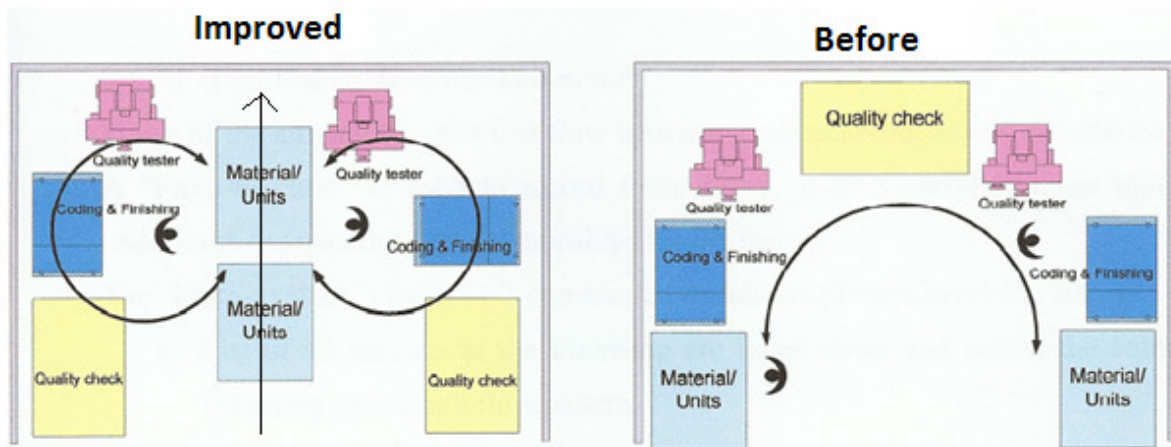 Improved
Before
Quality tester
Quality tester
Material/
Units
Coding & Finishing
Coding & Finishing
Material/
Units
Quality check
Quality check
Quality check
Quality tester
Quality tester
Coding & Finishing
Coding & Finishing
Material/
Units
Material/
Units